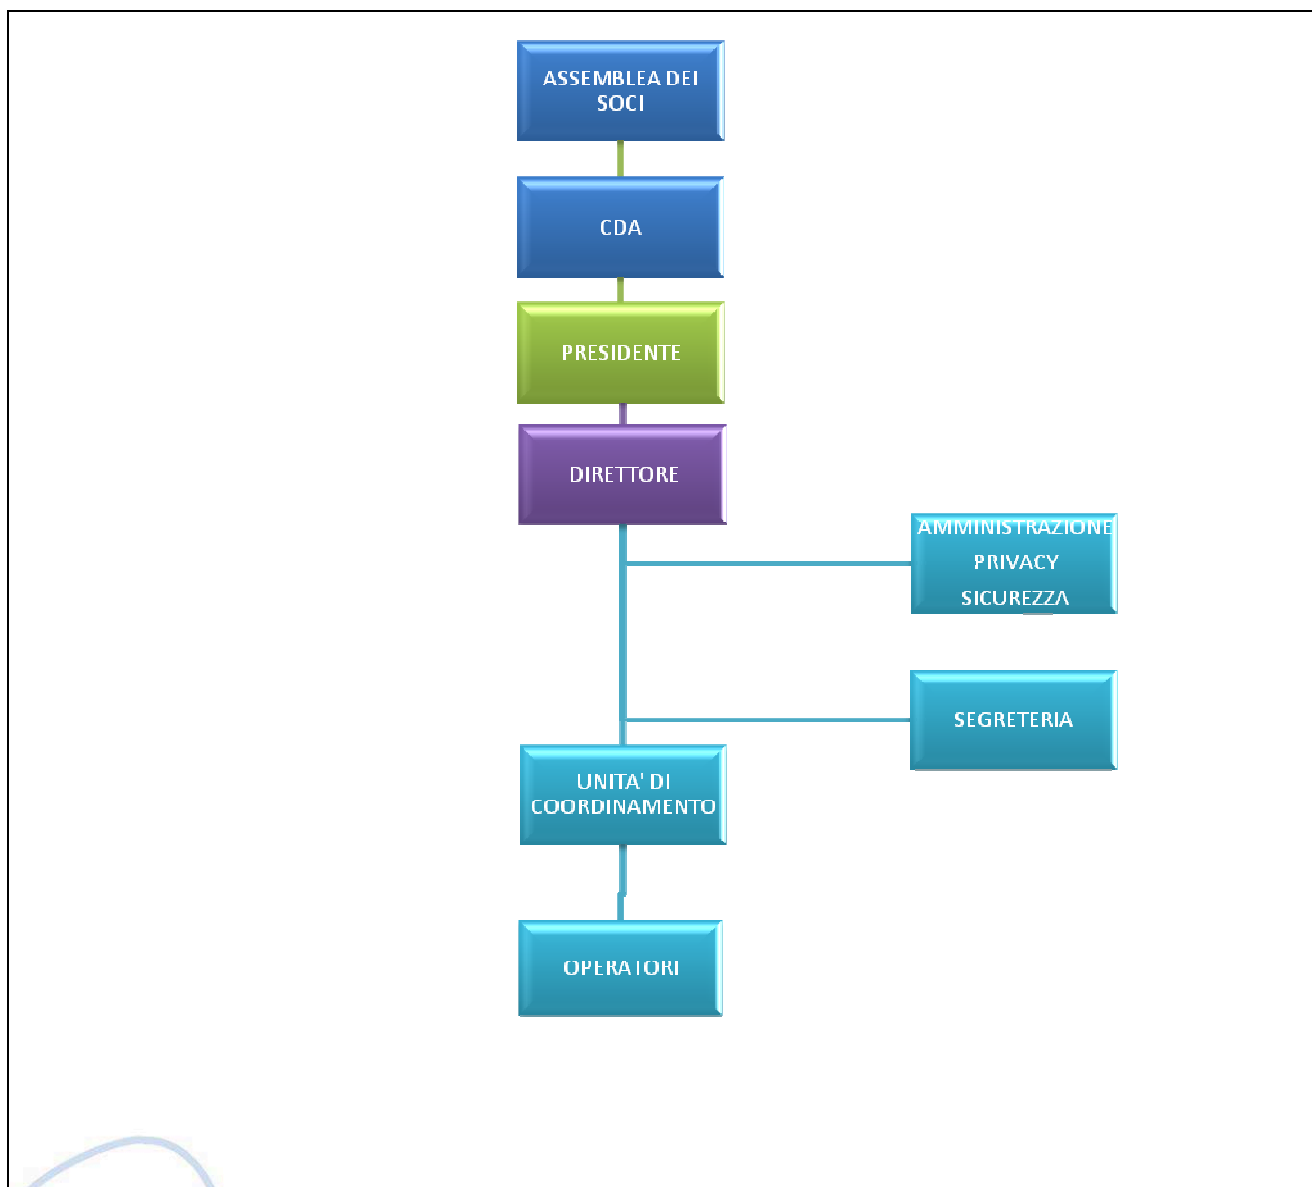 ASSEMBLEA DEI
SOCI
CDA
PRESIDENTE
DIRETTORE
AMMINISTRAZIONE
PRIVACY
SICUREZZA
SEGRETERIA
UNITA' DI
COORDINAMENTO
OPERATORI